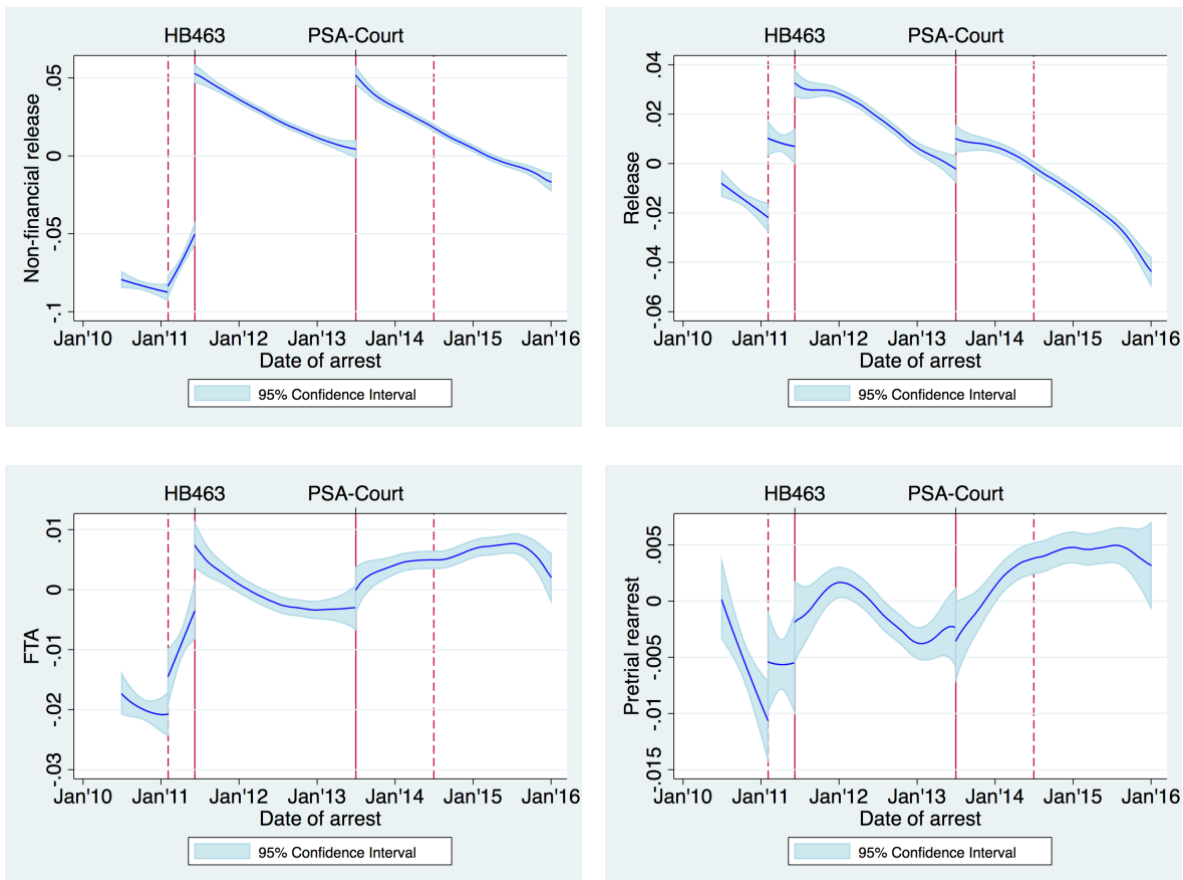 HB463 PSA-Court
Non-financial release
.05
0
-.05
-.1
Jan'10 Jan'11 Jan'12 Jan'13 Jan'14 Jan'15 Jan'16
Date of arrest
95% Confidence Interval
HB463 PSA-Court
Release
.04
.02
0
-.02
-.04
-.06
Jan'10 Jan'11 Jan'12 Jan'13 Jan'14 Jan'15 Jan'16
Date of arrest
95% Confidence Interval
HB463 PSA-Court
FTA
.01
0
-.01
-.02
-.03
Jan'10 Jan'11 Jan'12 Jan'13 Jan'14 Jan'15 Jan'16
Date of arrest
95% Confidence Interval
HB463 PSA-Court
Pretrial rearrest
.005
0
-.005
-.01
-.015
Jan'10 Jan'11 Jan'12 Jan'13 Jan'14 Jan'15 Jan'16
Date of arrest
95% Confidence Interval